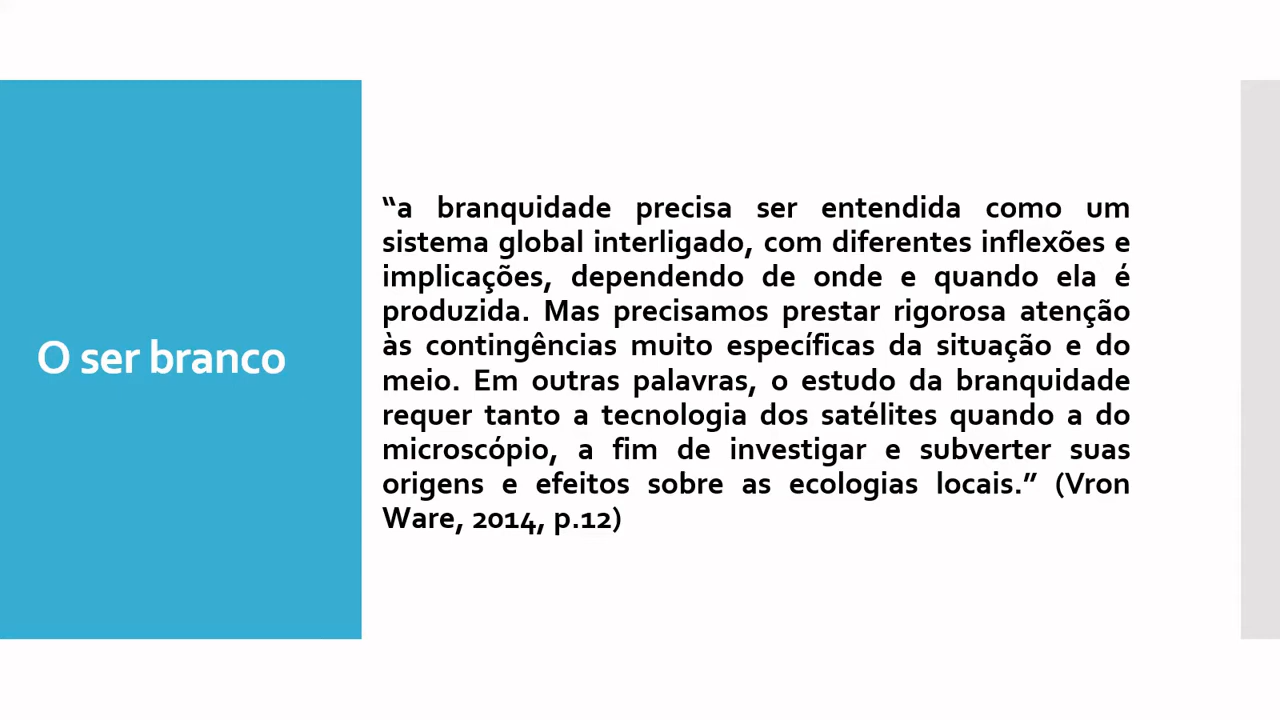 O ser branco
“a branquidade precisa ser entendida como um
sistema global interligado, com diferentes inflexões e
implicações, dependendo de onde e quando ela é
produzida. Mas precisamos prestar rigorosa atenção
às contingências muito específicas da situação e do
meio. Em outras palavras, o estudo da branquidade
requer tanto a tecnologia dos satélites quando a do
microscópio, a fim de investigar e subverter suas
origens e efeitos sobre as ecologias locais.” (Vron
Ware, 2014, p.12)